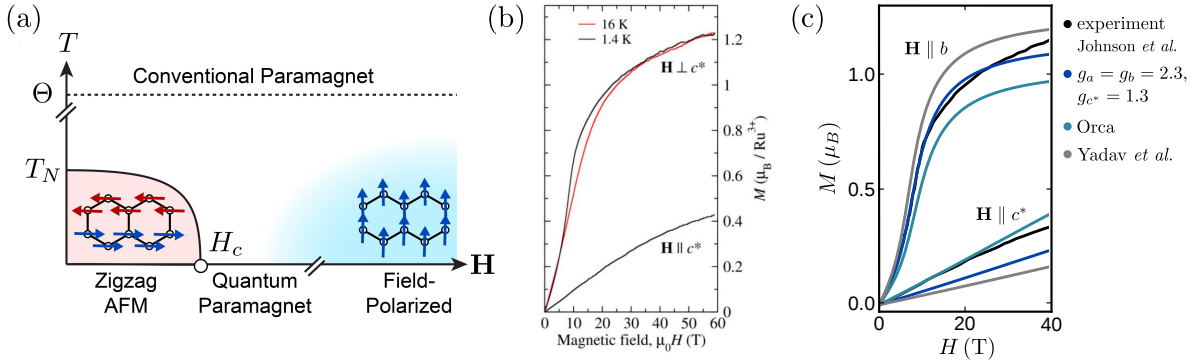 (a)
T
Conventional Paramagnet
Θ
T_N
H_c
H
Zigzag
AFM
Quantum
Paramagnet
Field-
Polarized
(b)
16 K
1.4 K
H ⊥ c*
H ∥ c*
1.2
1
0.8
0.6
0.4
0.2
0
M (μ_B / Ru³⁺)
0 10 20 30 40 50 60
Magnetic field, μ₀H (T)
(c)
H ∥ b
H ∥ c*
1.0
0.5
0.0
M (μ_B)
0 20 40
H (T)
experiment
Johnson et al.
g_a = g_b = 2.3,
g_c* = 1.3
Orca
Yadav et al.